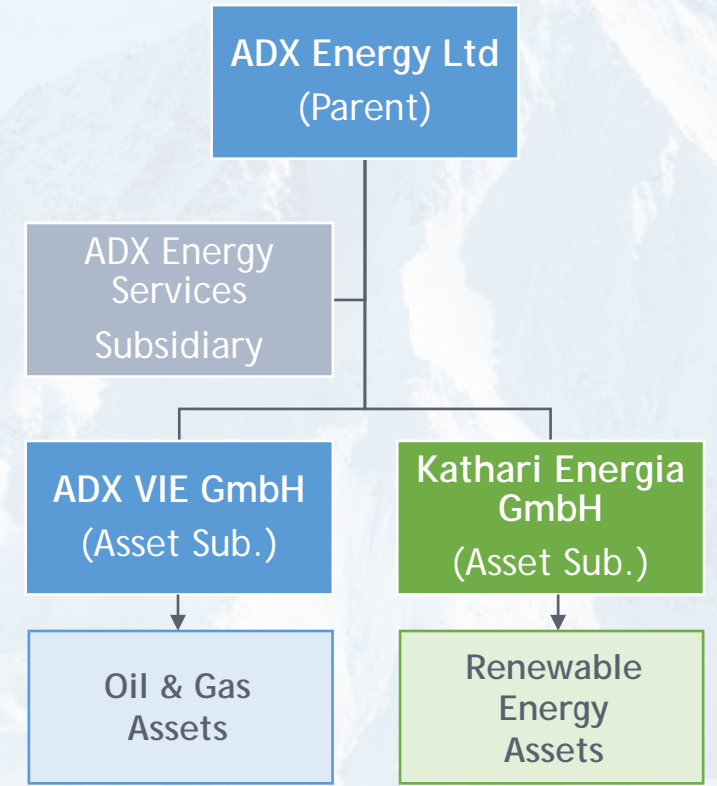 ADX Energy Ltd
(Parent)
ADX Energy
Services
Subsidiary
ADX VIE GmbH
(Asset Sub.)
Kathari Energia
GmbH
(Asset Sub.)
Oil & Gas
Assets
Renewable
Energy
Assets